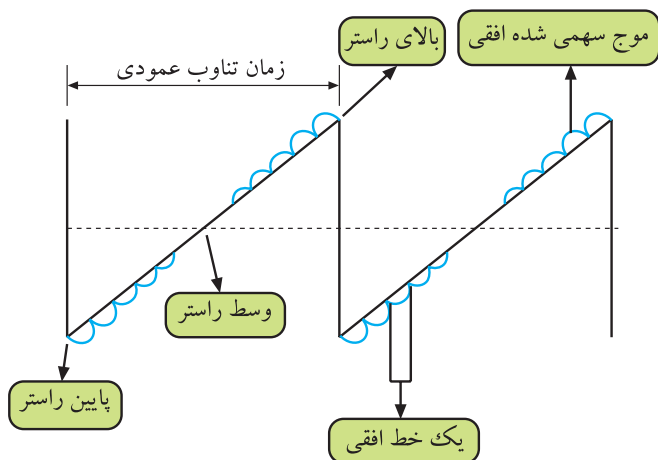 موج سهمی شده افقی
بالای راستر
زمان تناوب عمودی
وسط راستر
پایین راستر
یک خط افقی